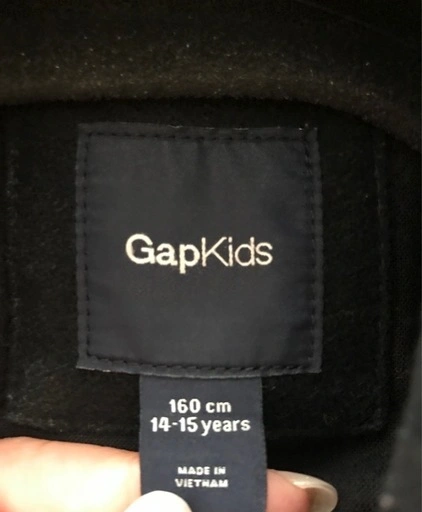 GapKids
160 cm
14-15 years
MADE IN
VIETNAM